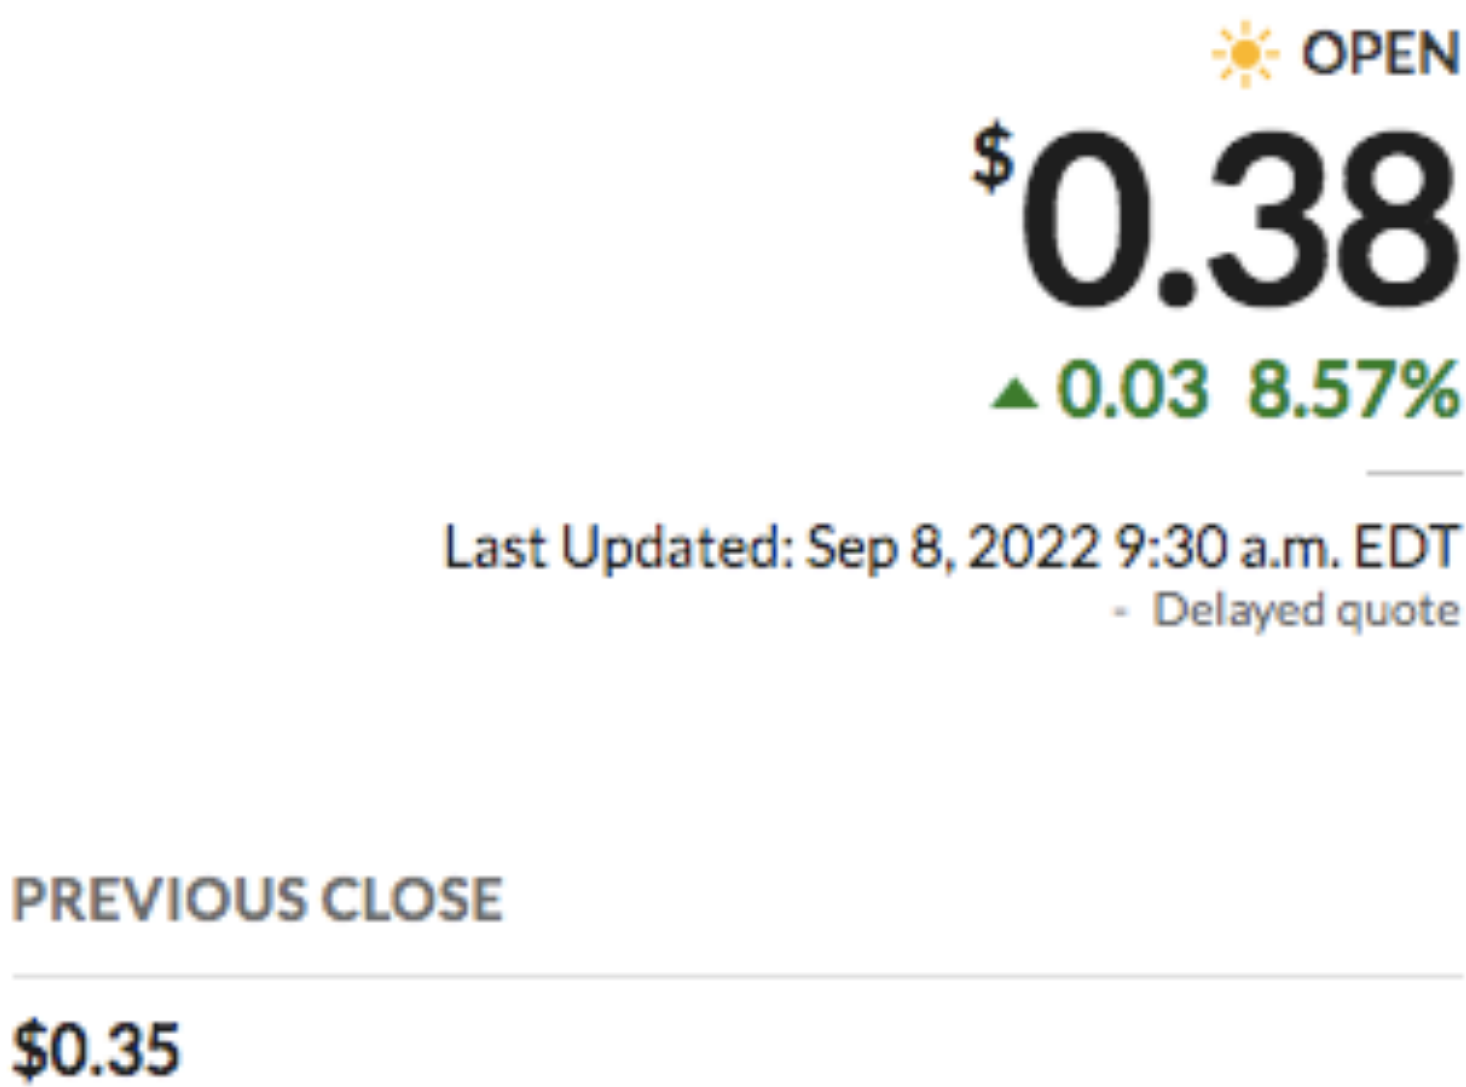 OPEN
$0.38
▲ 0.03 8.57%
Last Updated: Sep 8, 2022 9:30 a.m. EDT
- Delayed quote
PREVIOUS CLOSE
$0.35